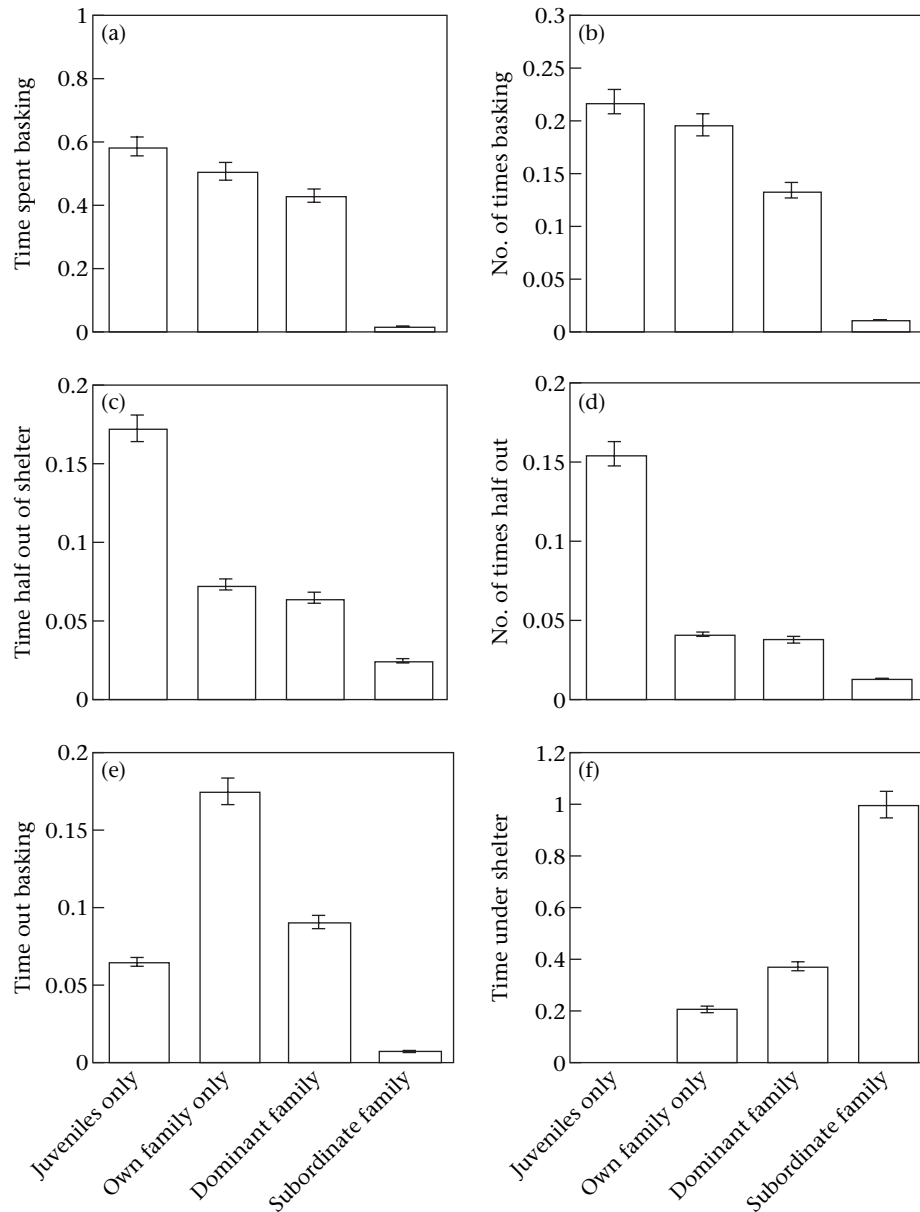 (a)
Time spent basking
1
0.8
0.6
0.4
0.2
0
(b)
No. of times basking
0.3
0.25
0.2
0.15
0.1
0.05
0
(c)
Time half out of shelter
0.2
0.15
0.1
0.05
0
(d)
No. of times half out
0.2
0.15
0.1
0.05
0
(e)
Time out basking
0.2
0.15
0.1
0.05
0
Juveniles only
Own family only
Dominant family
Subordinate family
(f)
Time under shelter
1.2
1
0.8
0.6
0.4
0.2
0
Juveniles only
Own family only
Dominant family
Subordinate family